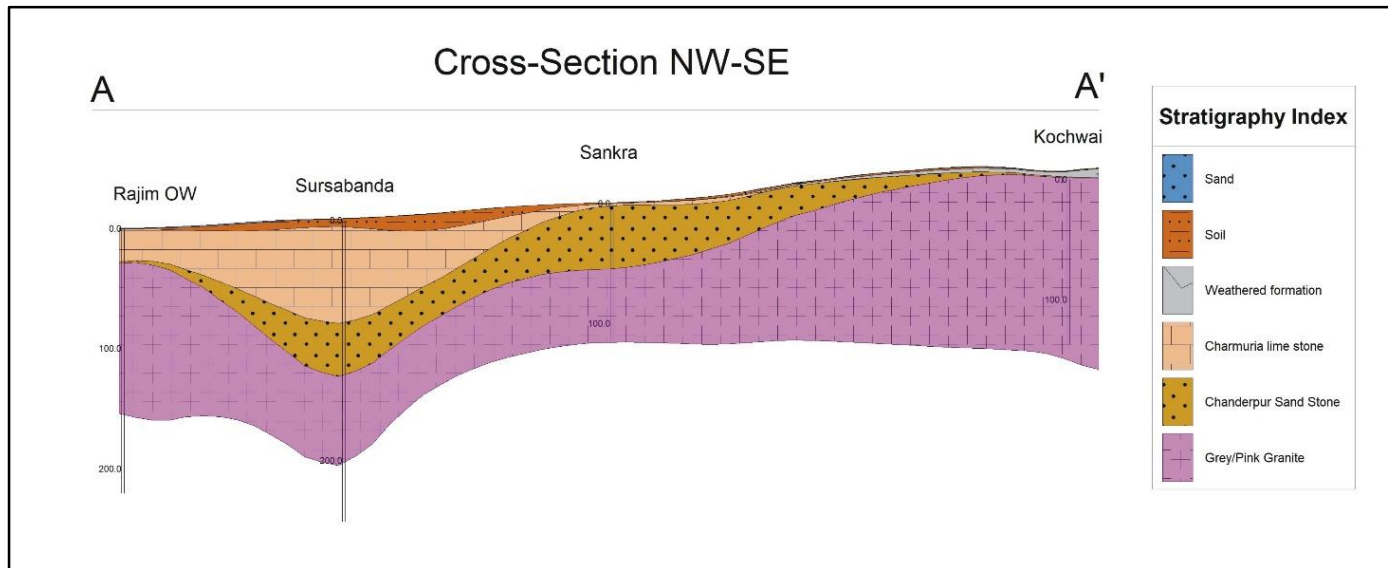 Cross-Section NW-SE
A
A'
Rajim OW
Sursabanda
Sankra
Kochwai
0.0
0.0
0.0
0.0
100.0
100.0
100.0
200.0
200.0
Stratigraphy Index
Sand
Soil
Weathered formation
Charmuria lime stone
Chanderpur Sand Stone
Grey/Pink Granite